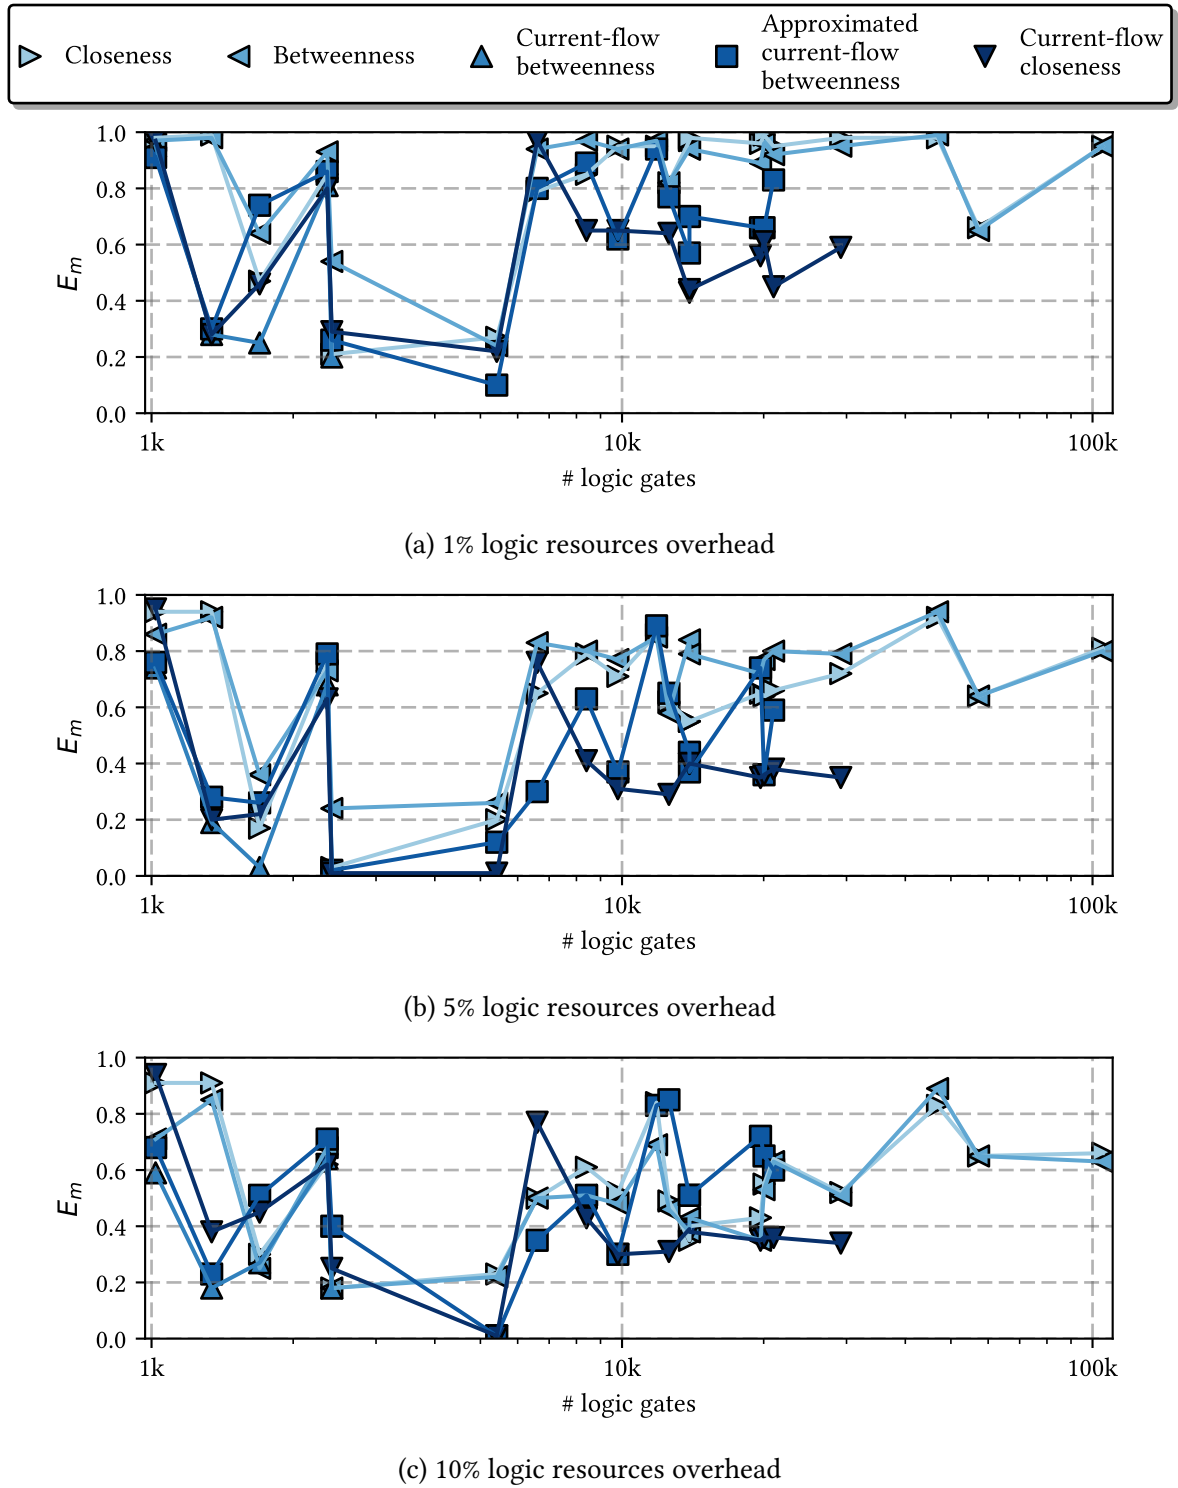 Closeness
Betweenness
Current-flow
betweenness
Approximated
current-flow
betweenness
Current-flow
closeness
1.0
0.8
0.6
0.4
0.2
0.0
E_m
1k
10k
100k
# logic gates
(a) 1% logic resources overhead
1.0
0.8
0.6
0.4
0.2
0.0
E_m
1k
10k
100k
# logic gates
(b) 5% logic resources overhead
1.0
0.8
0.6
0.4
0.2
0.0
E_m
1k
10k
100k
# logic gates
(c) 10% logic resources overhead